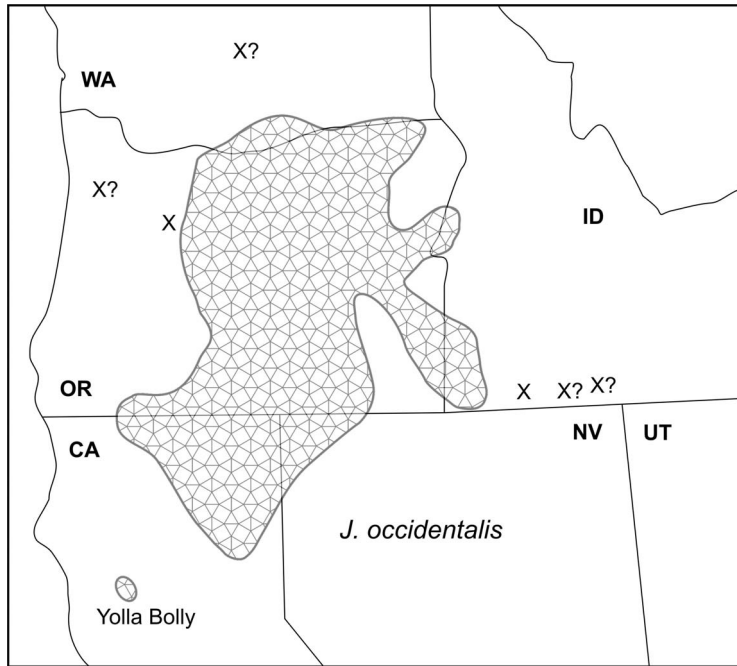 X?
WA
X?
X
ID
OR
X X? X?
CA
NV UT
J. occidentalis
Yolla Bolly